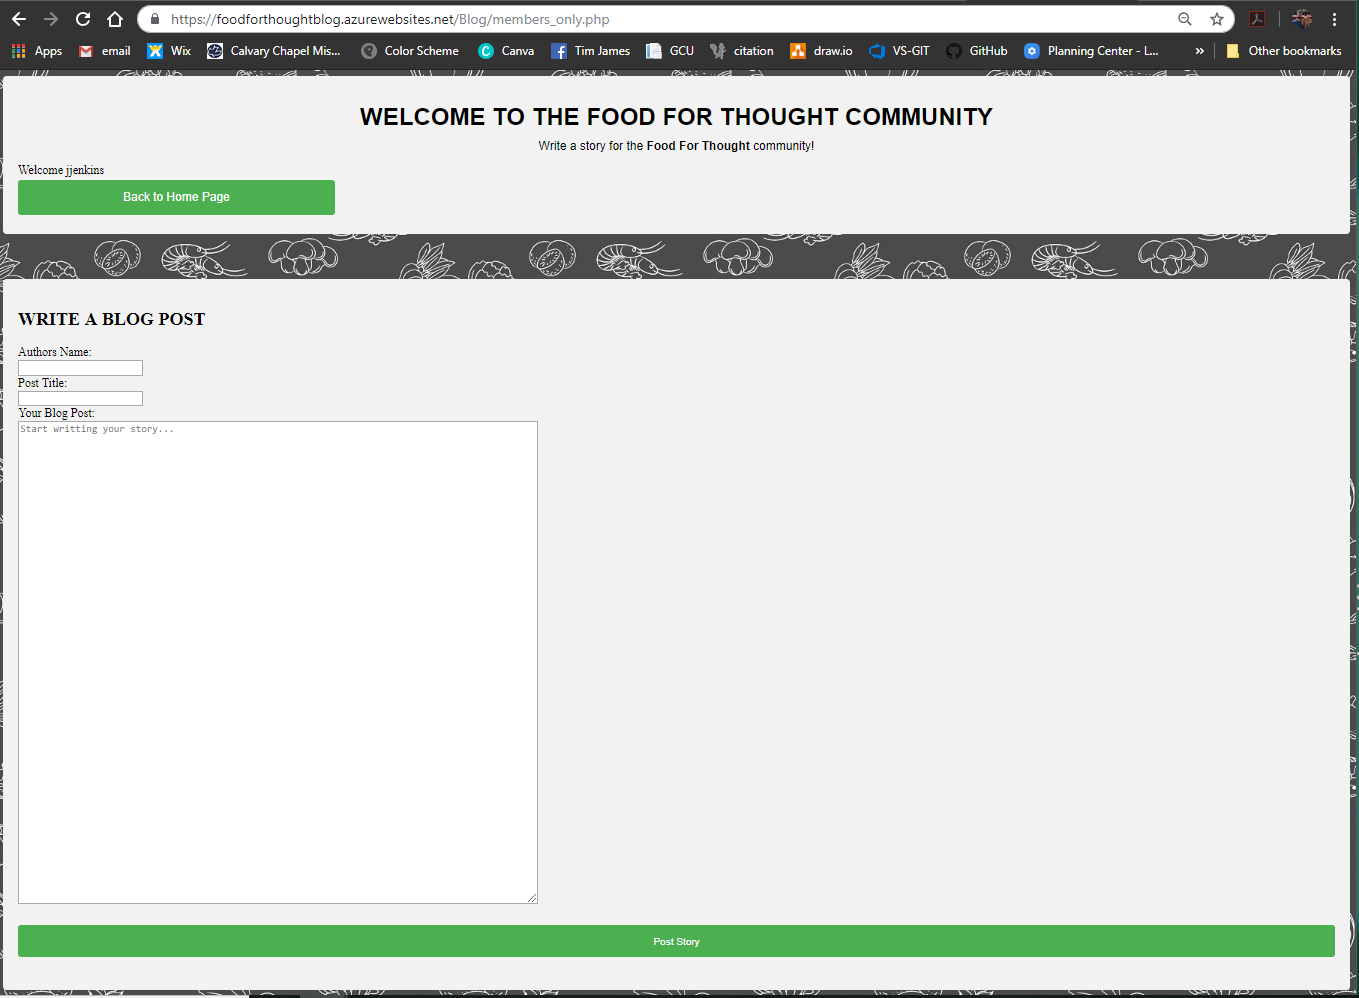 https://foodforthoughtblog.azurewebsites.net/Blog/members_only.php
Apps email Wix Calvary Chapel Mis... Color Scheme Canva Tim James GCU citation draw.io VS-GIT GitHub Planning Center - L... » Other bookmarks
WELCOME TO THE FOOD FOR THOUGHT COMMUNITY
Write a story for the Food For Thought community!
Welcome jjenkins
Back to Home Page
WRITE A BLOG POST
Authors Name:
Post Title:
Your Blog Post:
Start writting your story...
Post Story